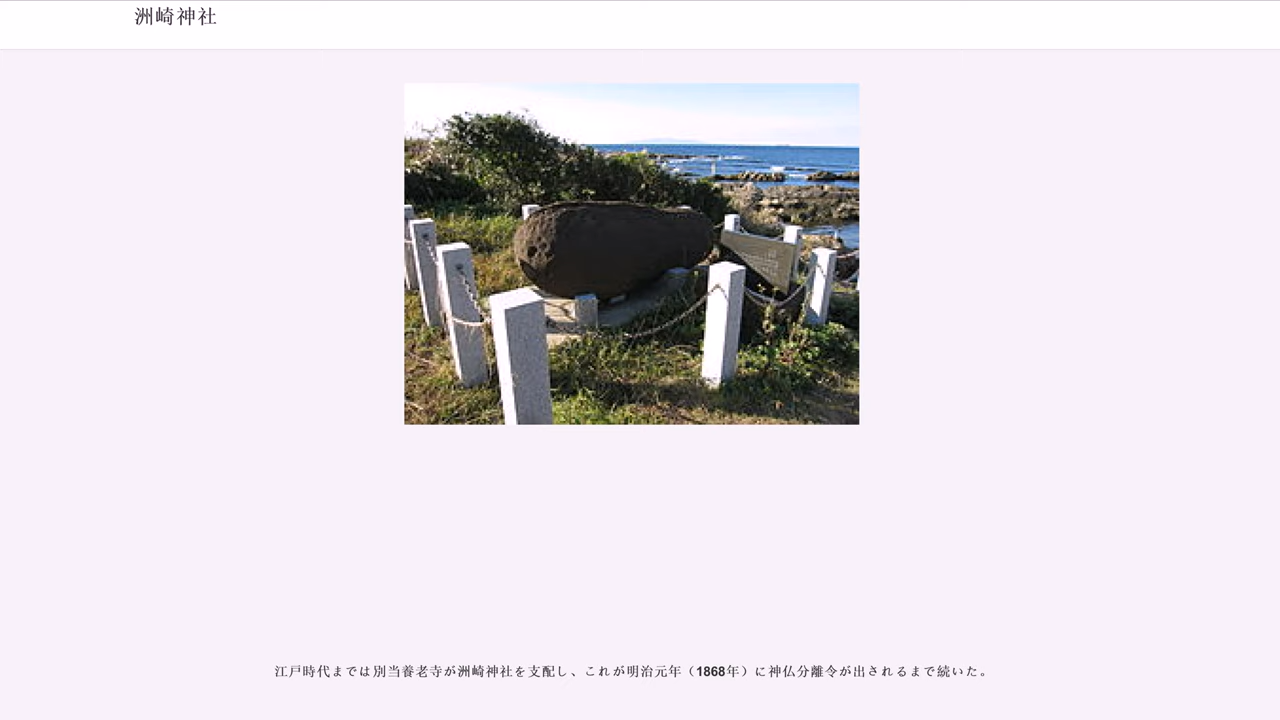 洲崎神社
江戸時代までは別当養老寺が洲崎神社を支配し、これが明治元年（1868年）に神仏分離令が出されるまで続いた。